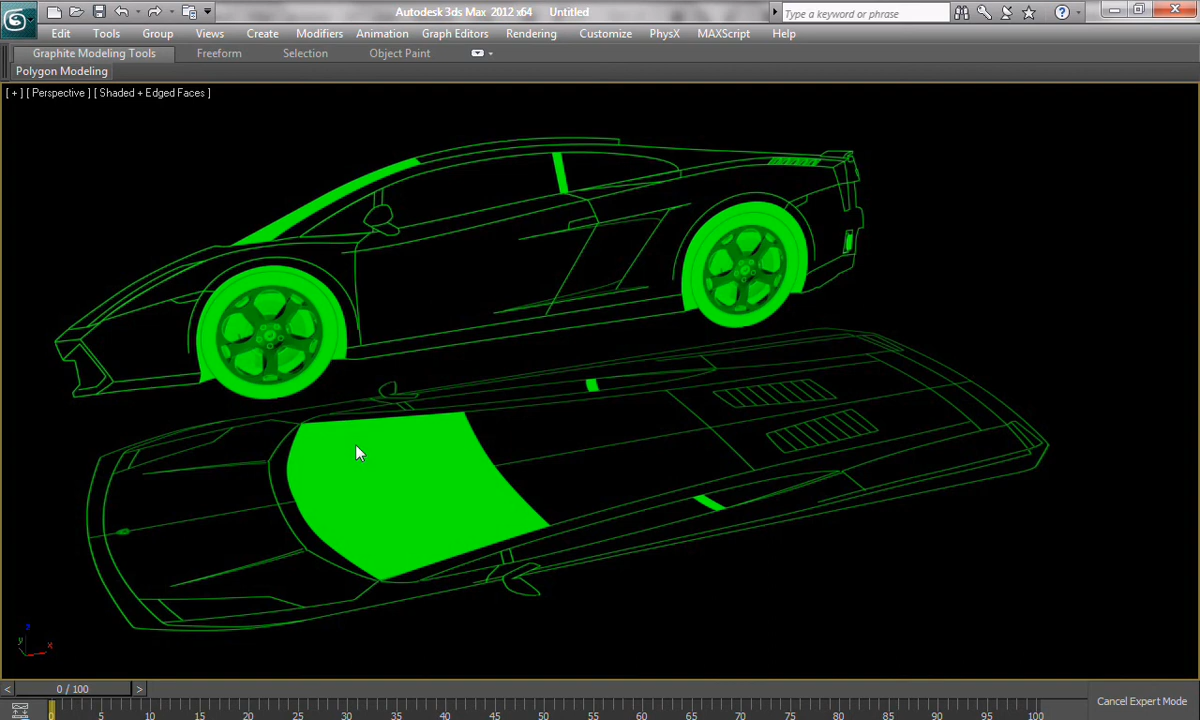 Autodesk 3ds Max 2012 x64 Untitled
Type a keyword or phrase
Edit Tools Group Views Create Modifiers Animation Graph Editors Rendering Customize PhysX MAXScript Help
Graphite Modeling Tools Freeform Selection Object Paint
Polygon Modeling
[ + ] [ Perspective ] [ Shaded + Edged Faces ]
z
y
x
< 0 / 100 >
Cancel Expert Mode
0 5 10 15 20 25 30 35 40 45 50 55 60 65 70 75 80 85 90 95 100